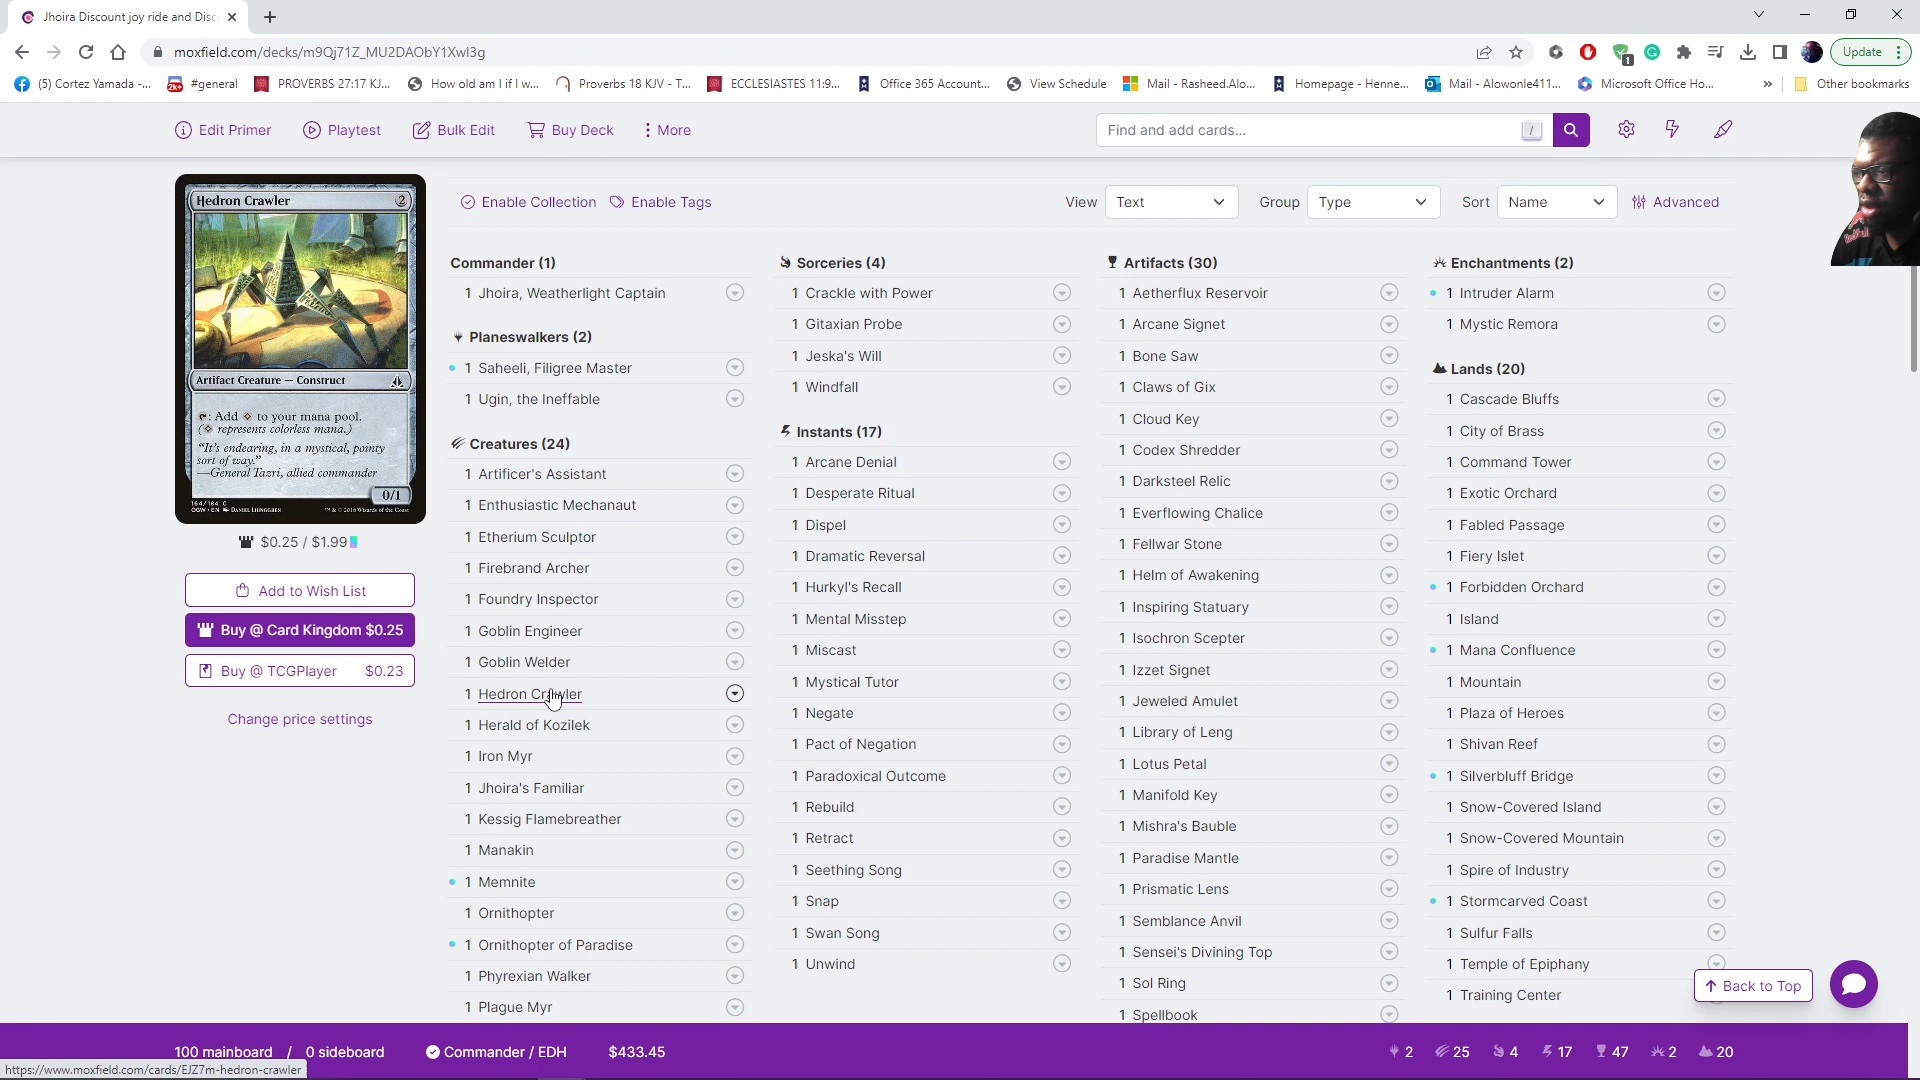 Jhoira Discount joy ride and Disc
moxfield.com/decks/m9Qj71Z_MU2DAObY1Xwl3g
1
Update
(5) Cortez Yamada -...
2k+
#general
PROVERBS 27:17 KJ...
How old am I if I w...
Proverbs 18 KJV - T...
ECCLESIASTES 11:9...
Office 365 Account...
View Schedule
Mail - Rasheed.Alo...
Homepage - Henne...
Mail - Alowonle411...
Microsoft Office Ho...
»
Other bookmarks
Edit Primer
Playtest
Bulk Edit
Buy Deck
More
Find and add cards...
/
Hedron Crawler
2
Artifact Creature — Construct
: Add to your mana pool.
( represents colorless mana.)
"It's endearing, in a mystical, pointy
sort of way."
—General Tazri, allied commander
0/1
164/184 C
OGW • EN DANIEL LJUNGGREN
™ & © 2016 Wizards of the Coast
$0.25 / $1.99
Add to Wish List
Buy @ Card Kingdom $0.25
Buy @ TCGPlayer $0.23
Change price settings
Enable Collection
Enable Tags
View
Text
Group
Type
Sort
Name
Advanced
Commander (1)
1 Jhoira, Weatherlight Captain
Planeswalkers (2)
1 Saheeli, Filigree Master
1 Ugin, the Ineffable
Creatures (24)
1 Artificer's Assistant
1 Enthusiastic Mechanaut
1 Etherium Sculptor
1 Firebrand Archer
1 Foundry Inspector
1 Goblin Engineer
1 Goblin Welder
1 Hedron Crawler
1 Herald of Kozilek
1 Iron Myr
1 Jhoira's Familiar
1 Kessig Flamebreather
1 Manakin
1 Memnite
1 Ornithopter
1 Ornithopter of Paradise
1 Phyrexian Walker
1 Plague Myr
Sorceries (4)
1 Crackle with Power
1 Gitaxian Probe
1 Jeska's Will
1 Windfall
Instants (17)
1 Arcane Denial
1 Desperate Ritual
1 Dispel
1 Dramatic Reversal
1 Hurkyl's Recall
1 Mental Misstep
1 Miscast
1 Mystical Tutor
1 Negate
1 Pact of Negation
1 Paradoxical Outcome
1 Rebuild
1 Retract
1 Seething Song
1 Snap
1 Swan Song
1 Unwind
Artifacts (30)
1 Aetherflux Reservoir
1 Arcane Signet
1 Bone Saw
1 Claws of Gix
1 Cloud Key
1 Codex Shredder
1 Darksteel Relic
1 Everflowing Chalice
1 Fellwar Stone
1 Helm of Awakening
1 Inspiring Statuary
1 Isochron Scepter
1 Izzet Signet
1 Jeweled Amulet
1 Library of Leng
1 Lotus Petal
1 Manifold Key
1 Mishra's Bauble
1 Paradise Mantle
1 Prismatic Lens
1 Semblance Anvil
1 Sensei's Divining Top
1 Sol Ring
1 Spellbook
Enchantments (2)
1 Intruder Alarm
1 Mystic Remora
Lands (20)
1 Cascade Bluffs
1 City of Brass
1 Command Tower
1 Exotic Orchard
1 Fabled Passage
1 Fiery Islet
1 Forbidden Orchard
1 Island
1 Mana Confluence
1 Mountain
1 Plaza of Heroes
1 Shivan Reef
1 Silverbluff Bridge
1 Snow-Covered Island
1 Snow-Covered Mountain
1 Spire of Industry
1 Stormcarved Coast
1 Sulfur Falls
1 Temple of Epiphany
1 Training Center
Back to Top
100 mainboard / 0 sideboard
Commander / EDH
$433.45
2
25
4
17
47
2
20
https://www.moxfield.com/cards/EJZ7m-hedron-crawler